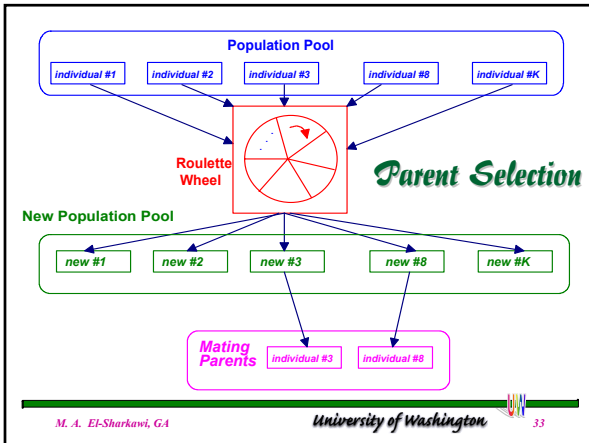 Population Pool
individual #1 individual #2 individual #3 individual #8 individual #K
Roulette
Wheel
Parent Selection
New Population Pool
new #1 new #2 new #3 new #8 new #K
Mating
Parents
individual #3 individual #8
M. A. El-Sharkawi, GA University of Washington UW 33